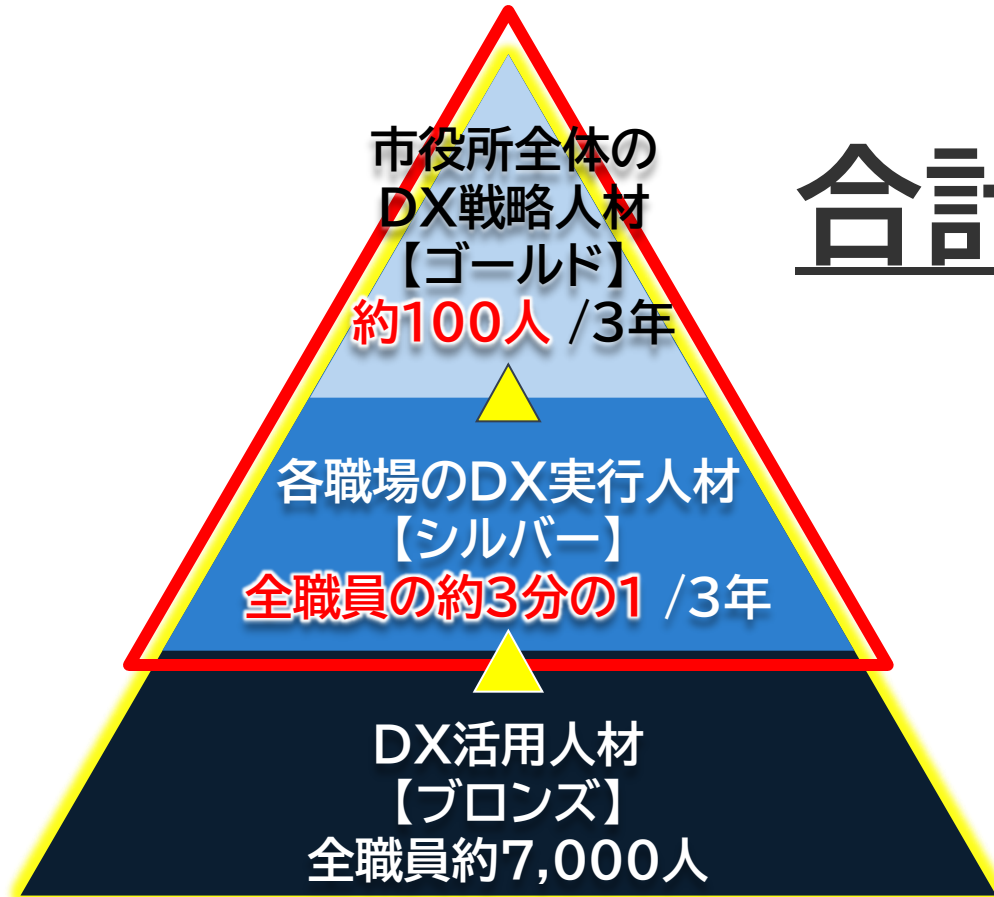 市役所全体の
DX戦略人材
【ゴールド】
約100人 /3年
合計
各職場のDX実行人材
【シルバー】
全職員の約3分の1 /3年
DX活用人材
【ブロンズ】
全職員約7,000人